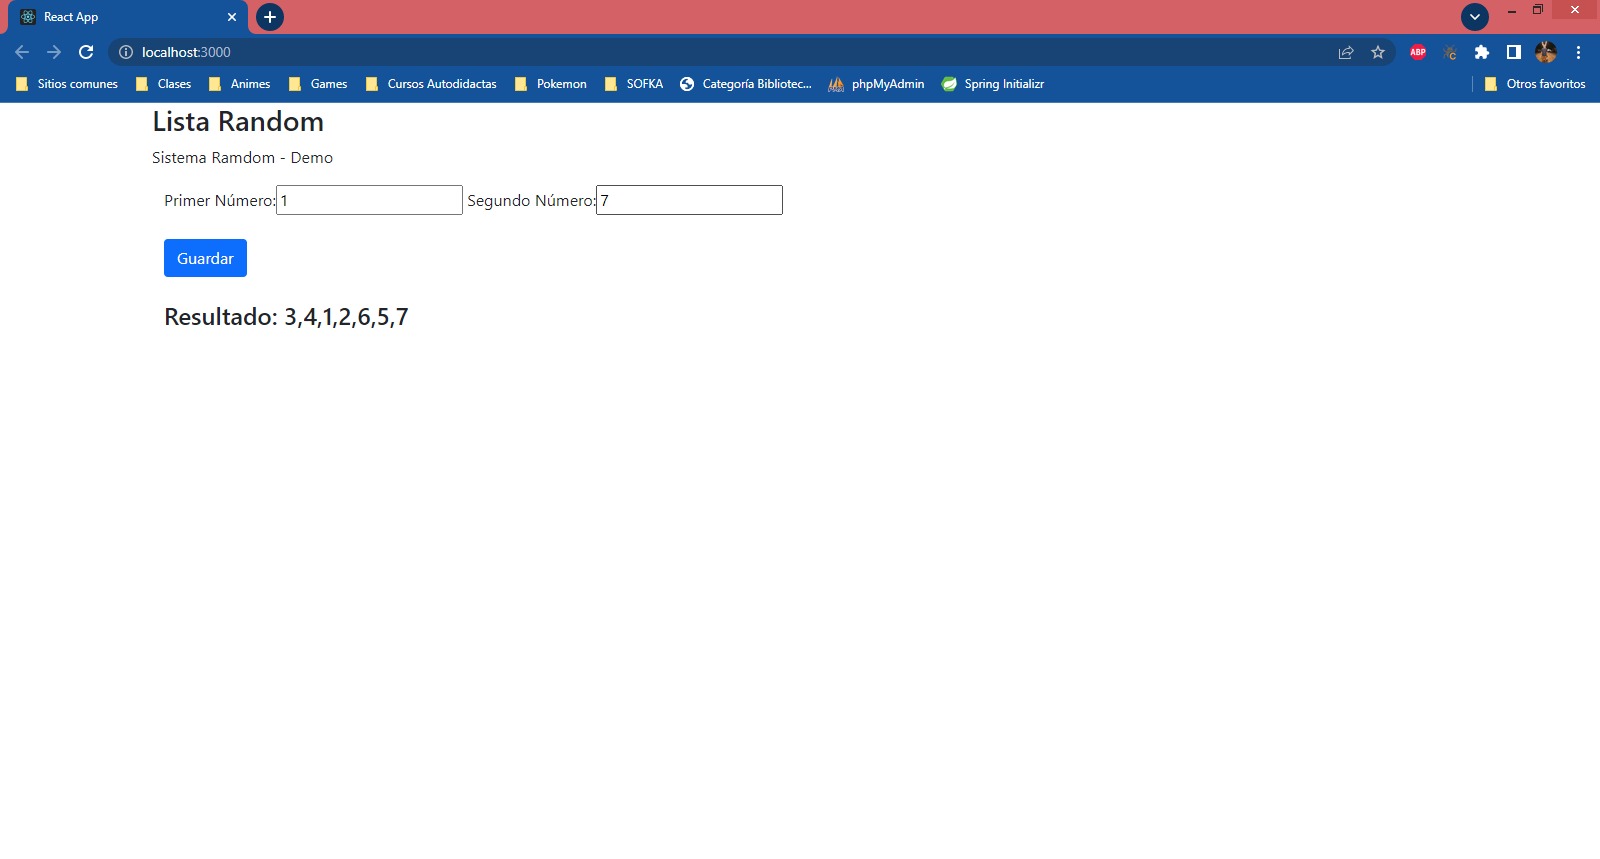 React App
localhost:3000
ABP
C
Sitios comunes Clases Animes Games Cursos Autodidactas Pokemon SOFKA Categoría Bibliotec... phpMyAdmin Spring Initializr Otros favoritos
Lista Random
Sistema Ramdom - Demo
Primer Número: 1 Segundo Número: 7
Guardar
Resultado: 3,4,1,2,6,5,7